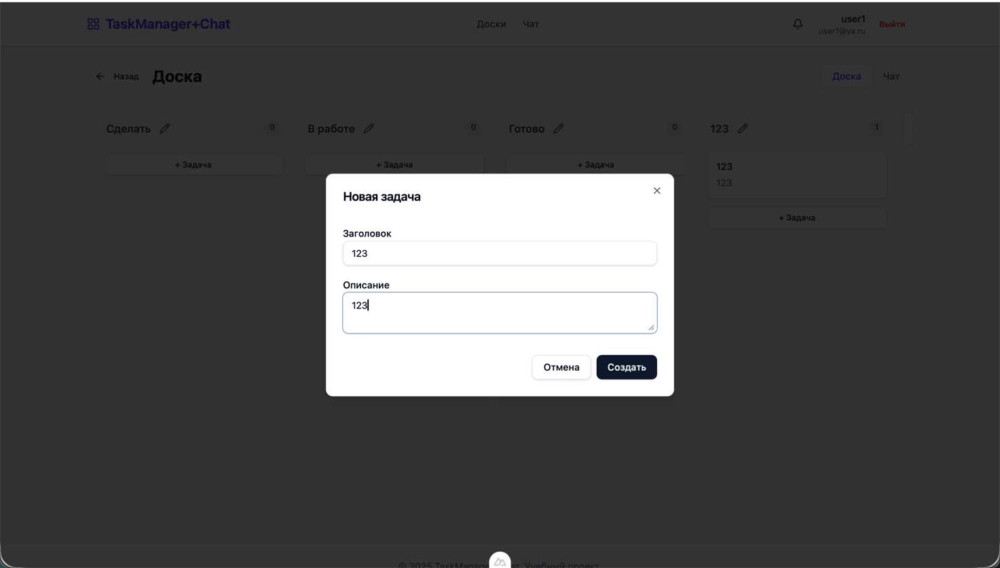 TaskManager+Chat
Доски Чат
user1
user1@ya.ru
Выйти
Назад
Доска
Доска Чат
Сделать 0
В работе 0
Готово 0
123 1
+ Задача
+ Задача
+ Задача
123
123
+ Задача
Новая задача
Заголовок
123
Описание
123
Отмена Создать
© 2025 TaskManage at. Учебный проект